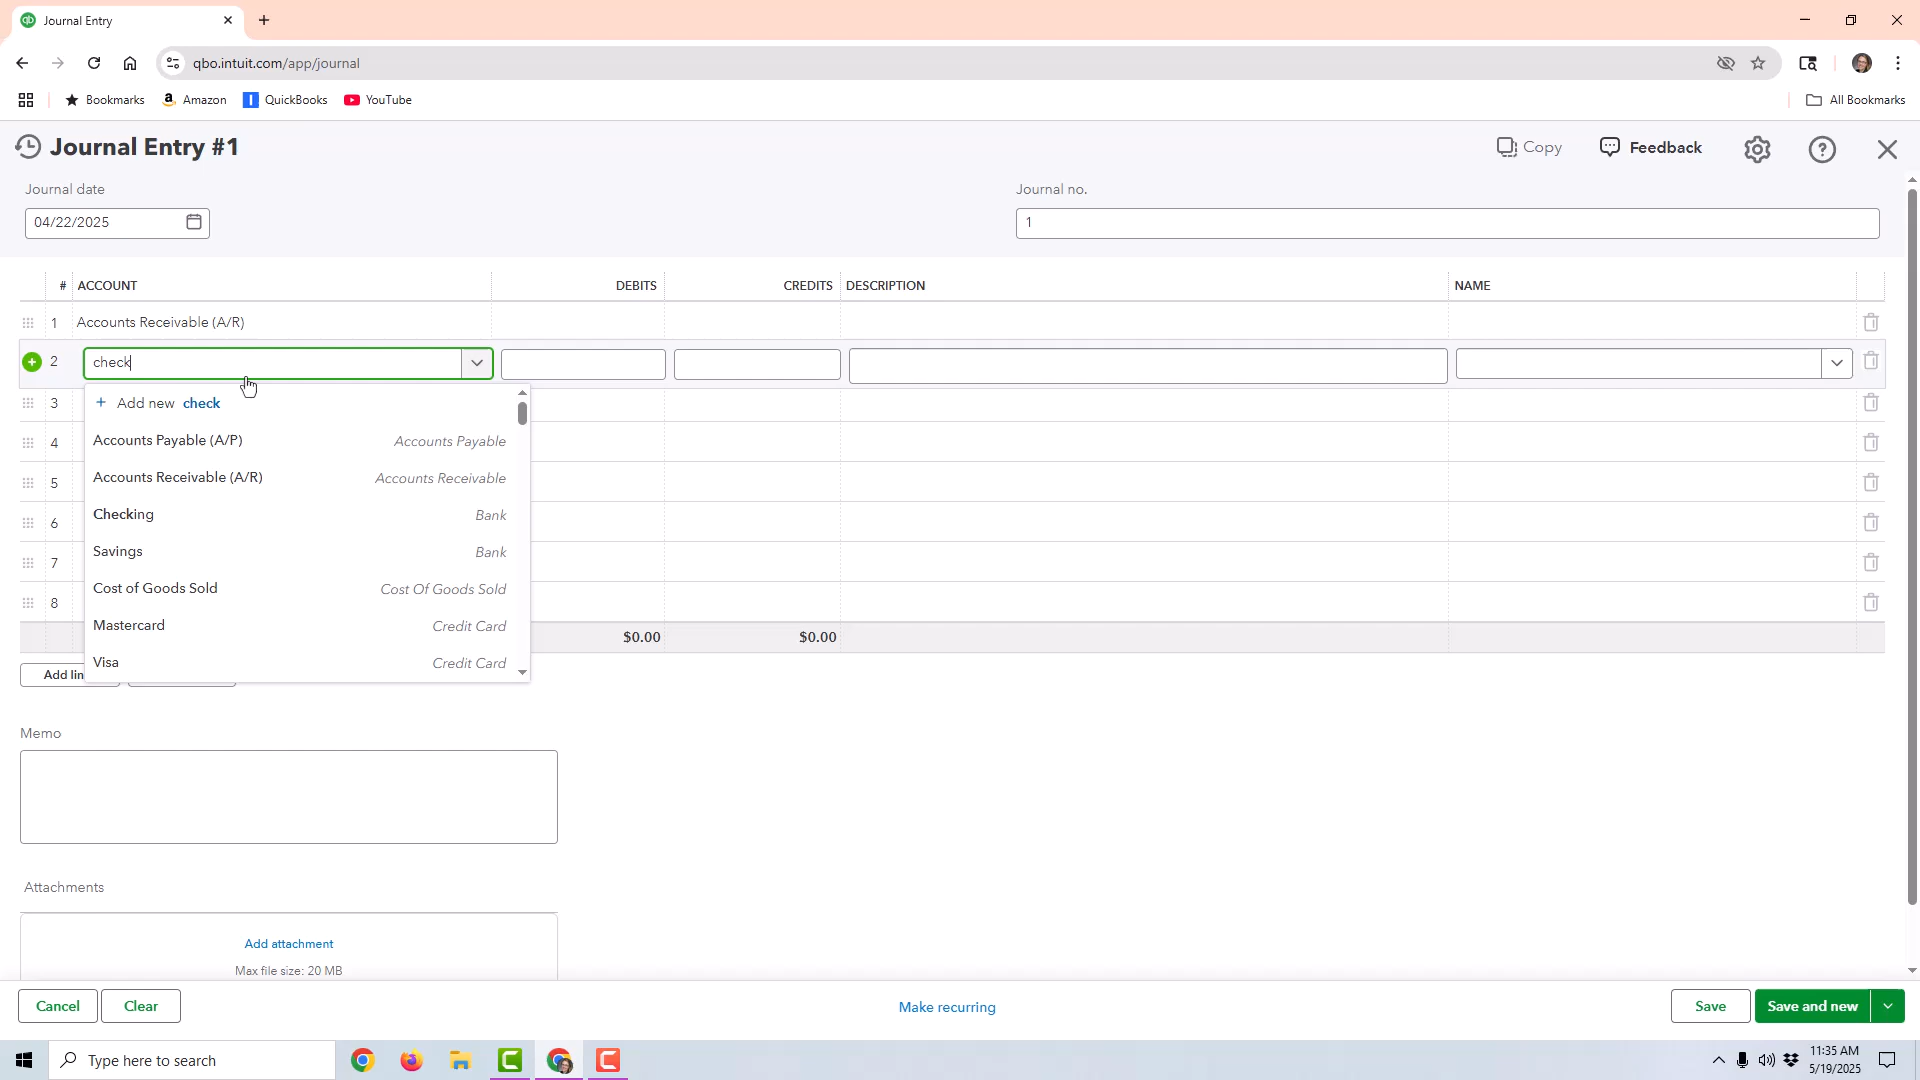 Journal Entry
qbo.intuit.com/app/journal
Bookmarks Amazon QuickBooks YouTube All Bookmarks
Journal Entry #1 Copy Feedback
Journal date Journal no.
04/22/2025 1
# ACCOUNT DEBITS CREDITS DESCRIPTION NAME
1 Accounts Receivable (A/R)
2 check
3 + Add new check
4 Accounts Payable (A/P) Accounts Payable
5 Accounts Receivable (A/R) Accounts Receivable
6 Checking Bank
7 Savings Bank
8 Cost of Goods Sold Cost Of Goods Sold
Mastercard Credit Card $0.00 $0.00
Visa Credit Card
Add lin
Memo
Attachments
Add attachment
Max file size: 20 MB
Cancel Clear Make recurring Save Save and new
Type here to search 11:35 AM
5/19/2025